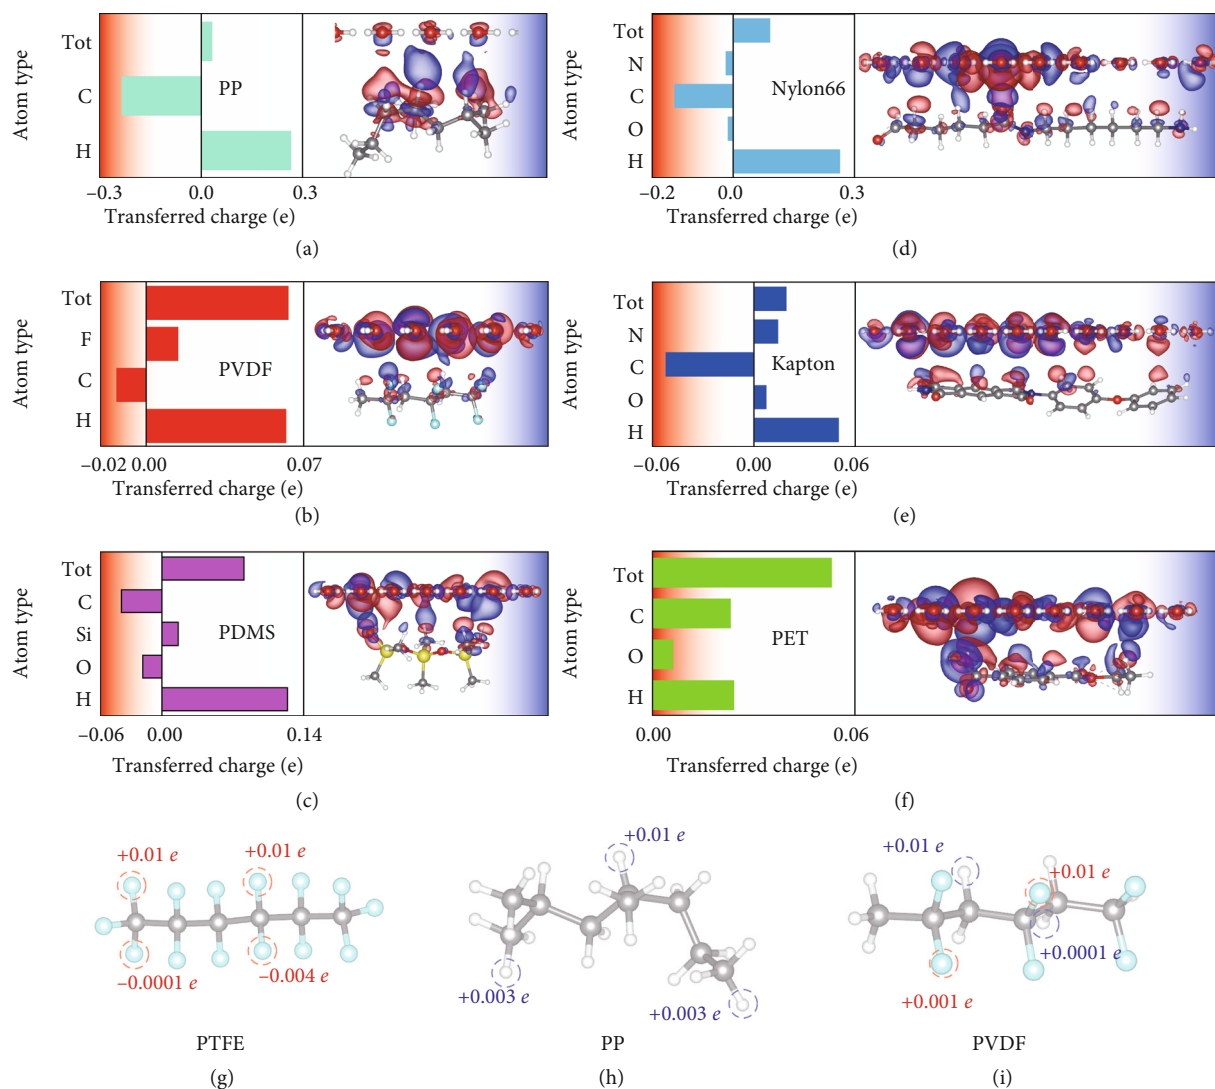 Atom type
Tot
C
H
PP
−0.3
0.0
0.3
Transferred charge (e)
(a)
Atom type
Tot
N
C
O
H
Nylon66
−0.2
0.0
0.3
Transferred charge (e)
(d)
Atom type
Tot
F
C
H
PVDF
−0.02
0.00
0.07
Transferred charge (e)
(b)
Atom type
Tot
N
C
O
H
Kapton
−0.06
0.00
0.06
Transferred charge (e)
(e)
Atom type
Tot
C
Si
O
H
PDMS
−0.06
0.00
0.14
Transferred charge (e)
(c)
Atom type
Tot
C
O
H
PET
0.00
0.06
Transferred charge (e)
(f)
+0.01 e
+0.01 e
−0.0001 e
−0.004 e
PTFE
(g)
+0.01 e
+0.003 e
+0.003 e
PP
(h)
+0.01 e
+0.01 e
+0.0001 e
+0.001 e
PVDF
(i)